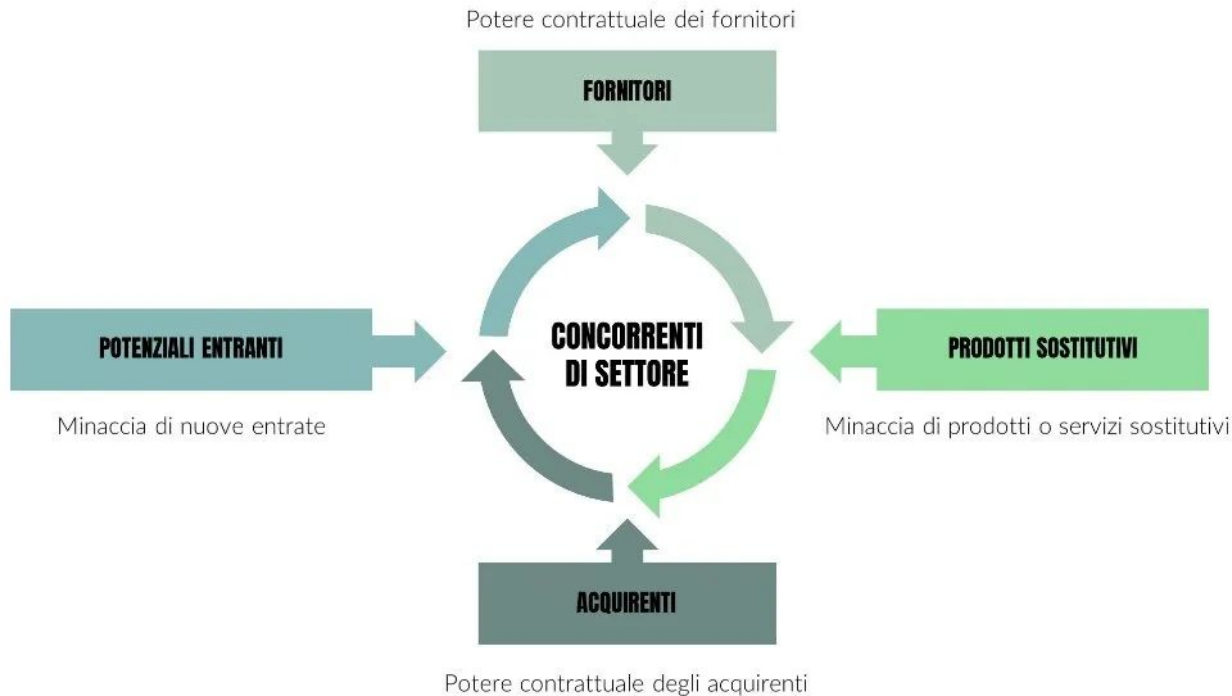 Potere contrattuale dei fornitori
FORNITORI
POTENZIALI ENTRANTI
Minaccia di nuove entrate
CONCORRENTI
DI SETTORE
PRODOTTI SOSTITUTIVI
Minaccia di prodotti o servizi sostitutivi
ACQUIRENTI
Potere contrattuale degli acquirenti